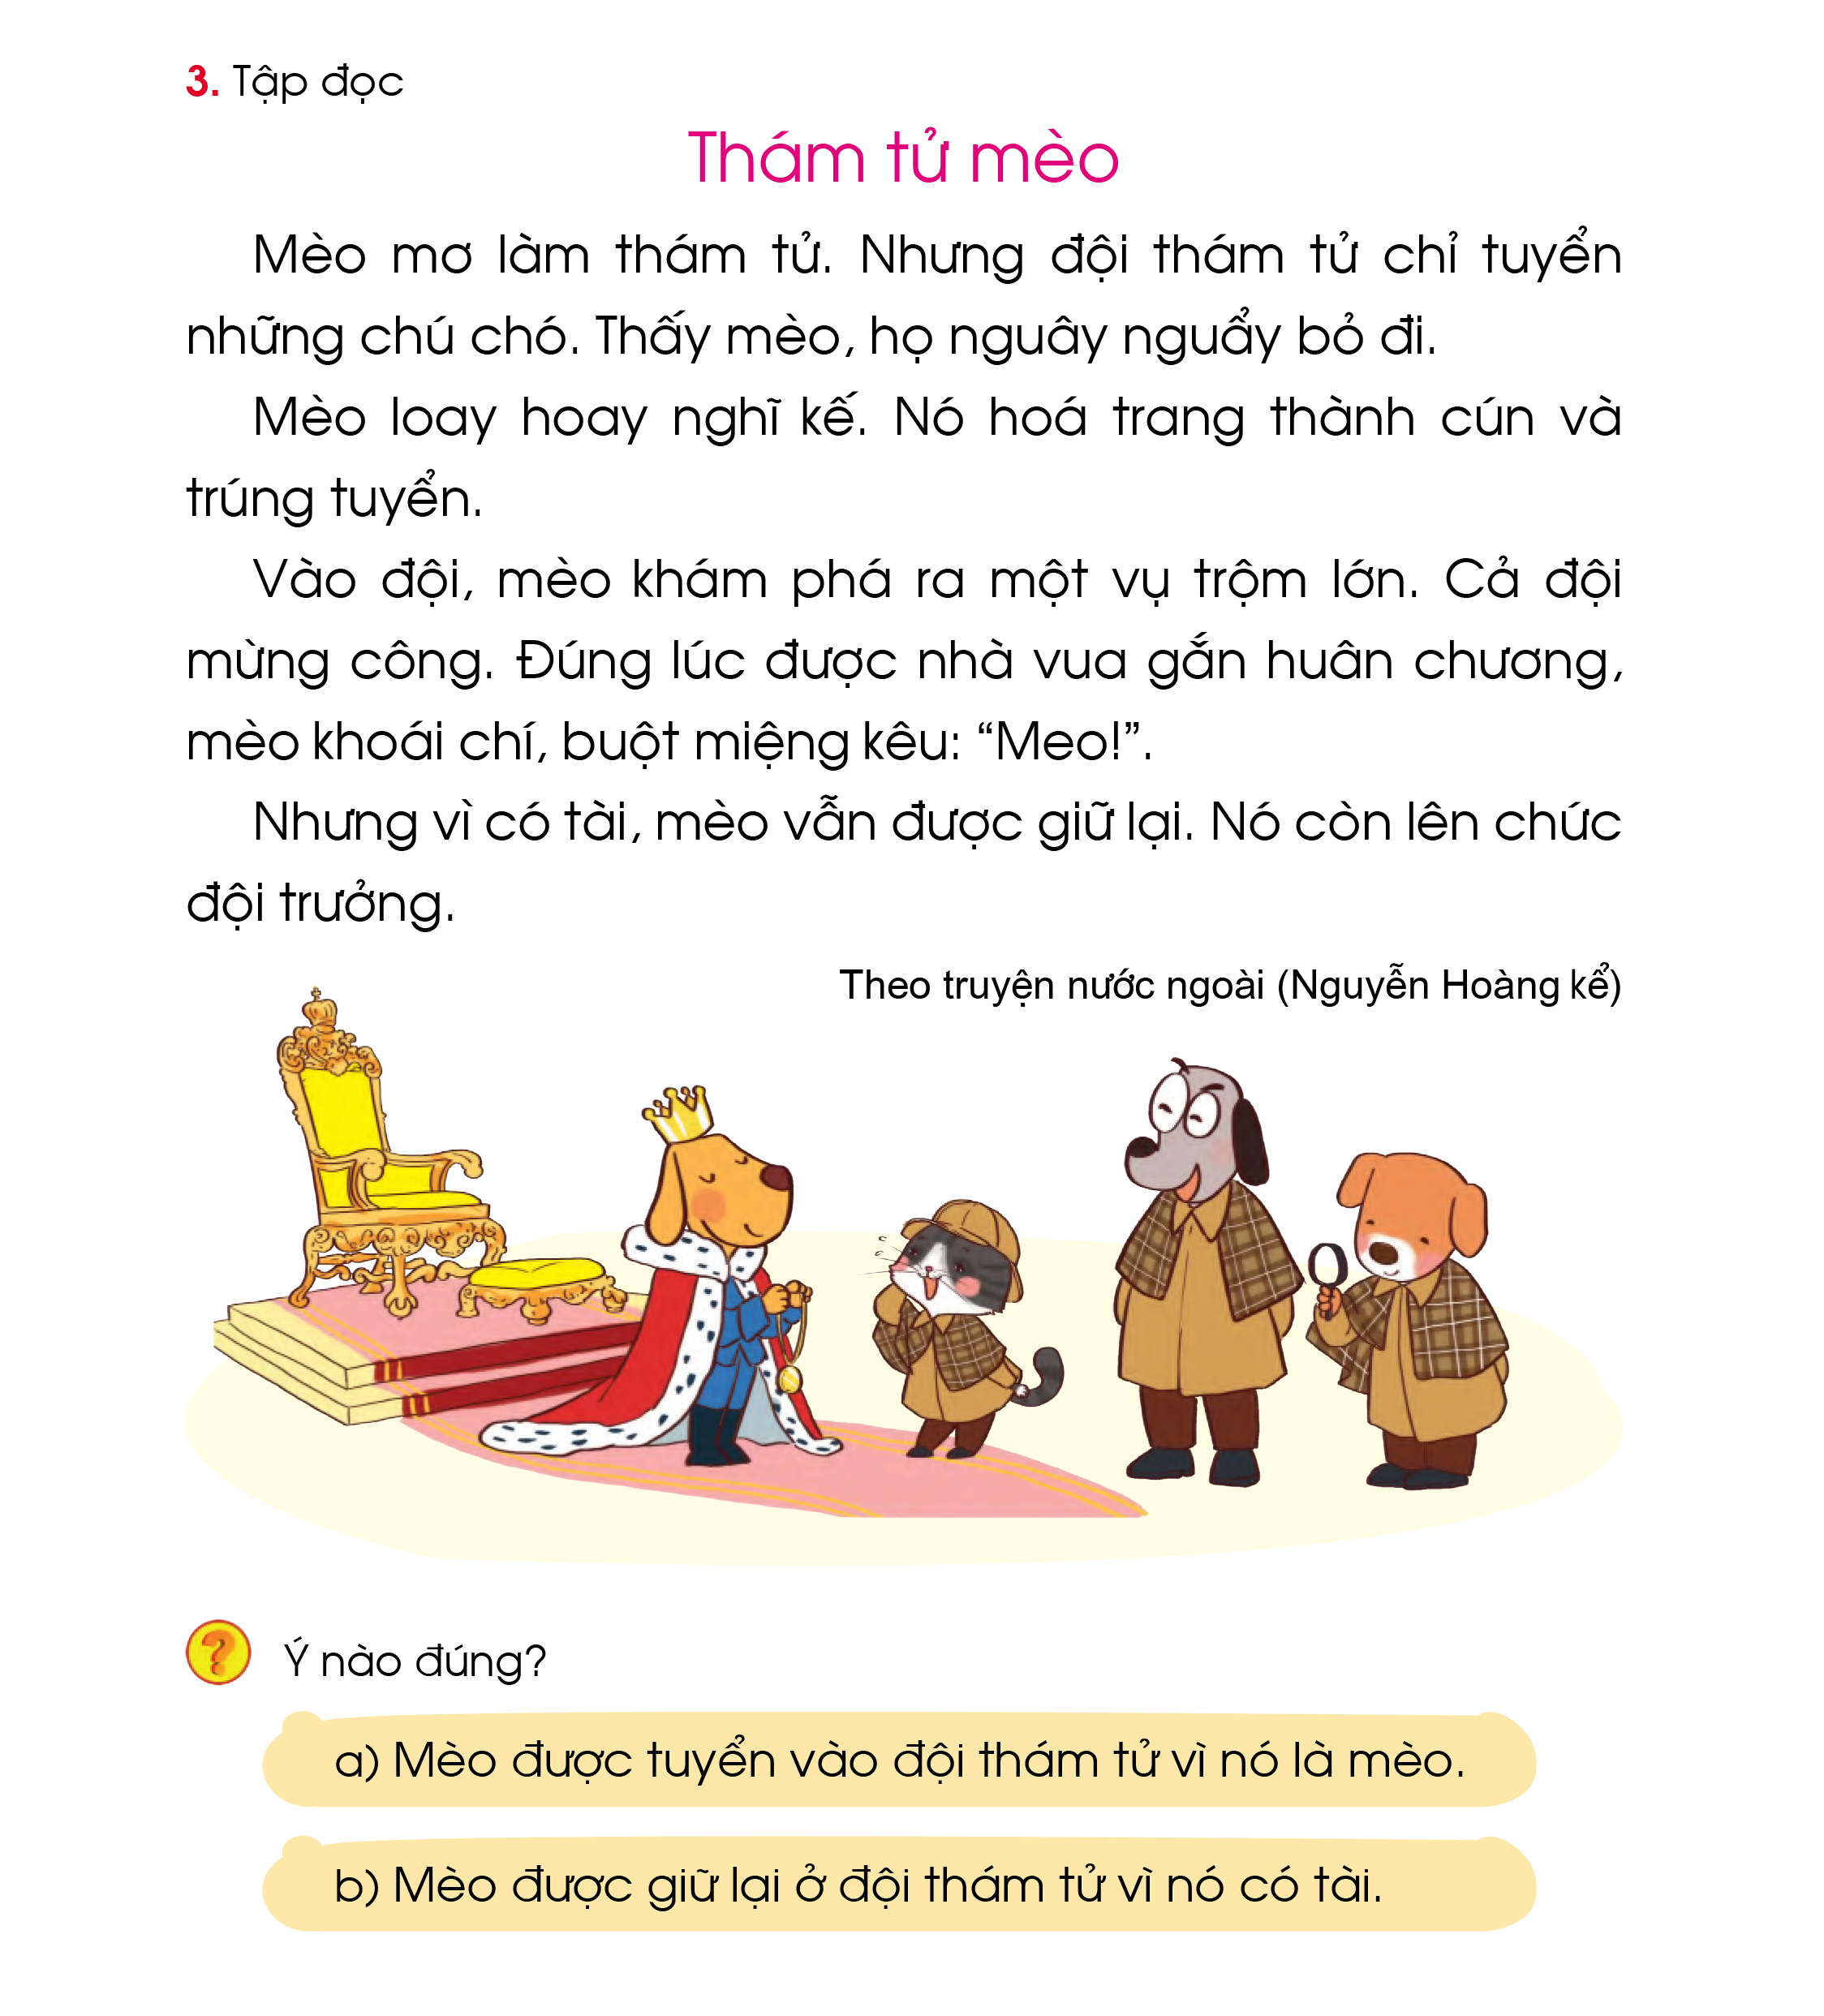 3. Tập đọc
Thám tử mèo
Mèo mơ làm thám tử. Nhưng đội thám tử chỉ tuyển
những chú chó. Thấy mèo, họ nguây nguẩy bỏ đi.
Mèo loay hoay nghĩ kế. Nó hoá trang thành cún và
trúng tuyển.
Vào đội, mèo khám phá ra một vụ trộm lớn. Cả đội
mừng công. Đúng lúc được nhà vua gắn huân chương,
mèo khoái chí, buột miệng kêu: “Meo!”.
Nhưng vì có tài, mèo vẫn được giữ lại. Nó còn lên chức
đội trưởng.
Theo truyện nước ngoài (Nguyễn Hoàng kể)
? Ý nào đúng?
a) Mèo được tuyển vào đội thám tử vì nó là mèo.
b) Mèo được giữ lại ở đội thám tử vì nó có tài.